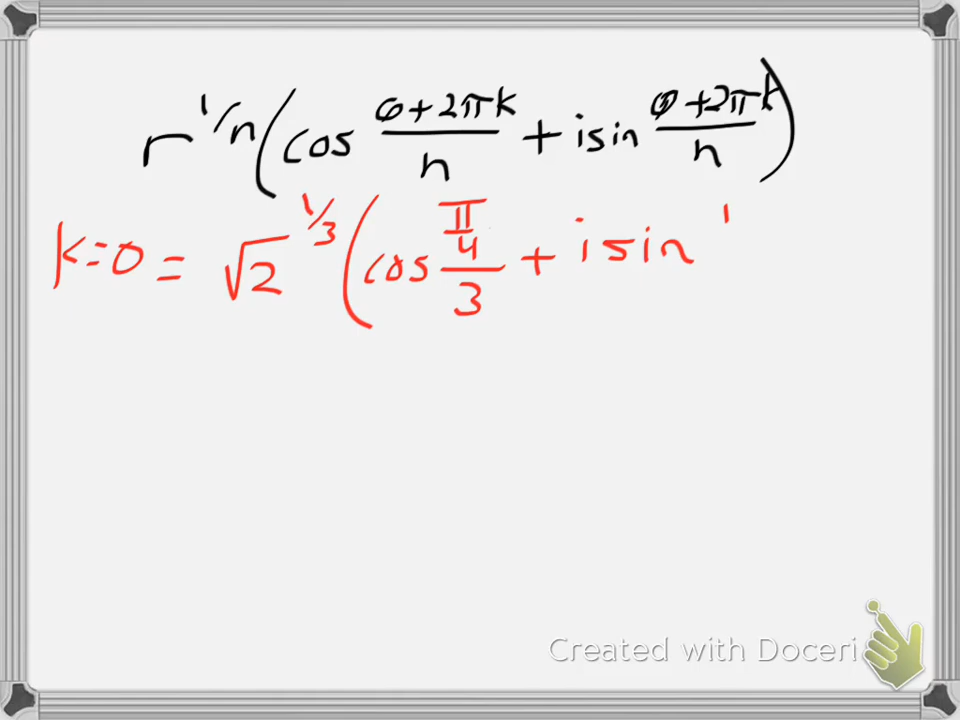 r^1/n (cos (φ+2πk)/n + i sin (φ+2πk)/n)
k=0 = √2^1/3 (cos (π/4)/3 + i sin
Created with Doceri